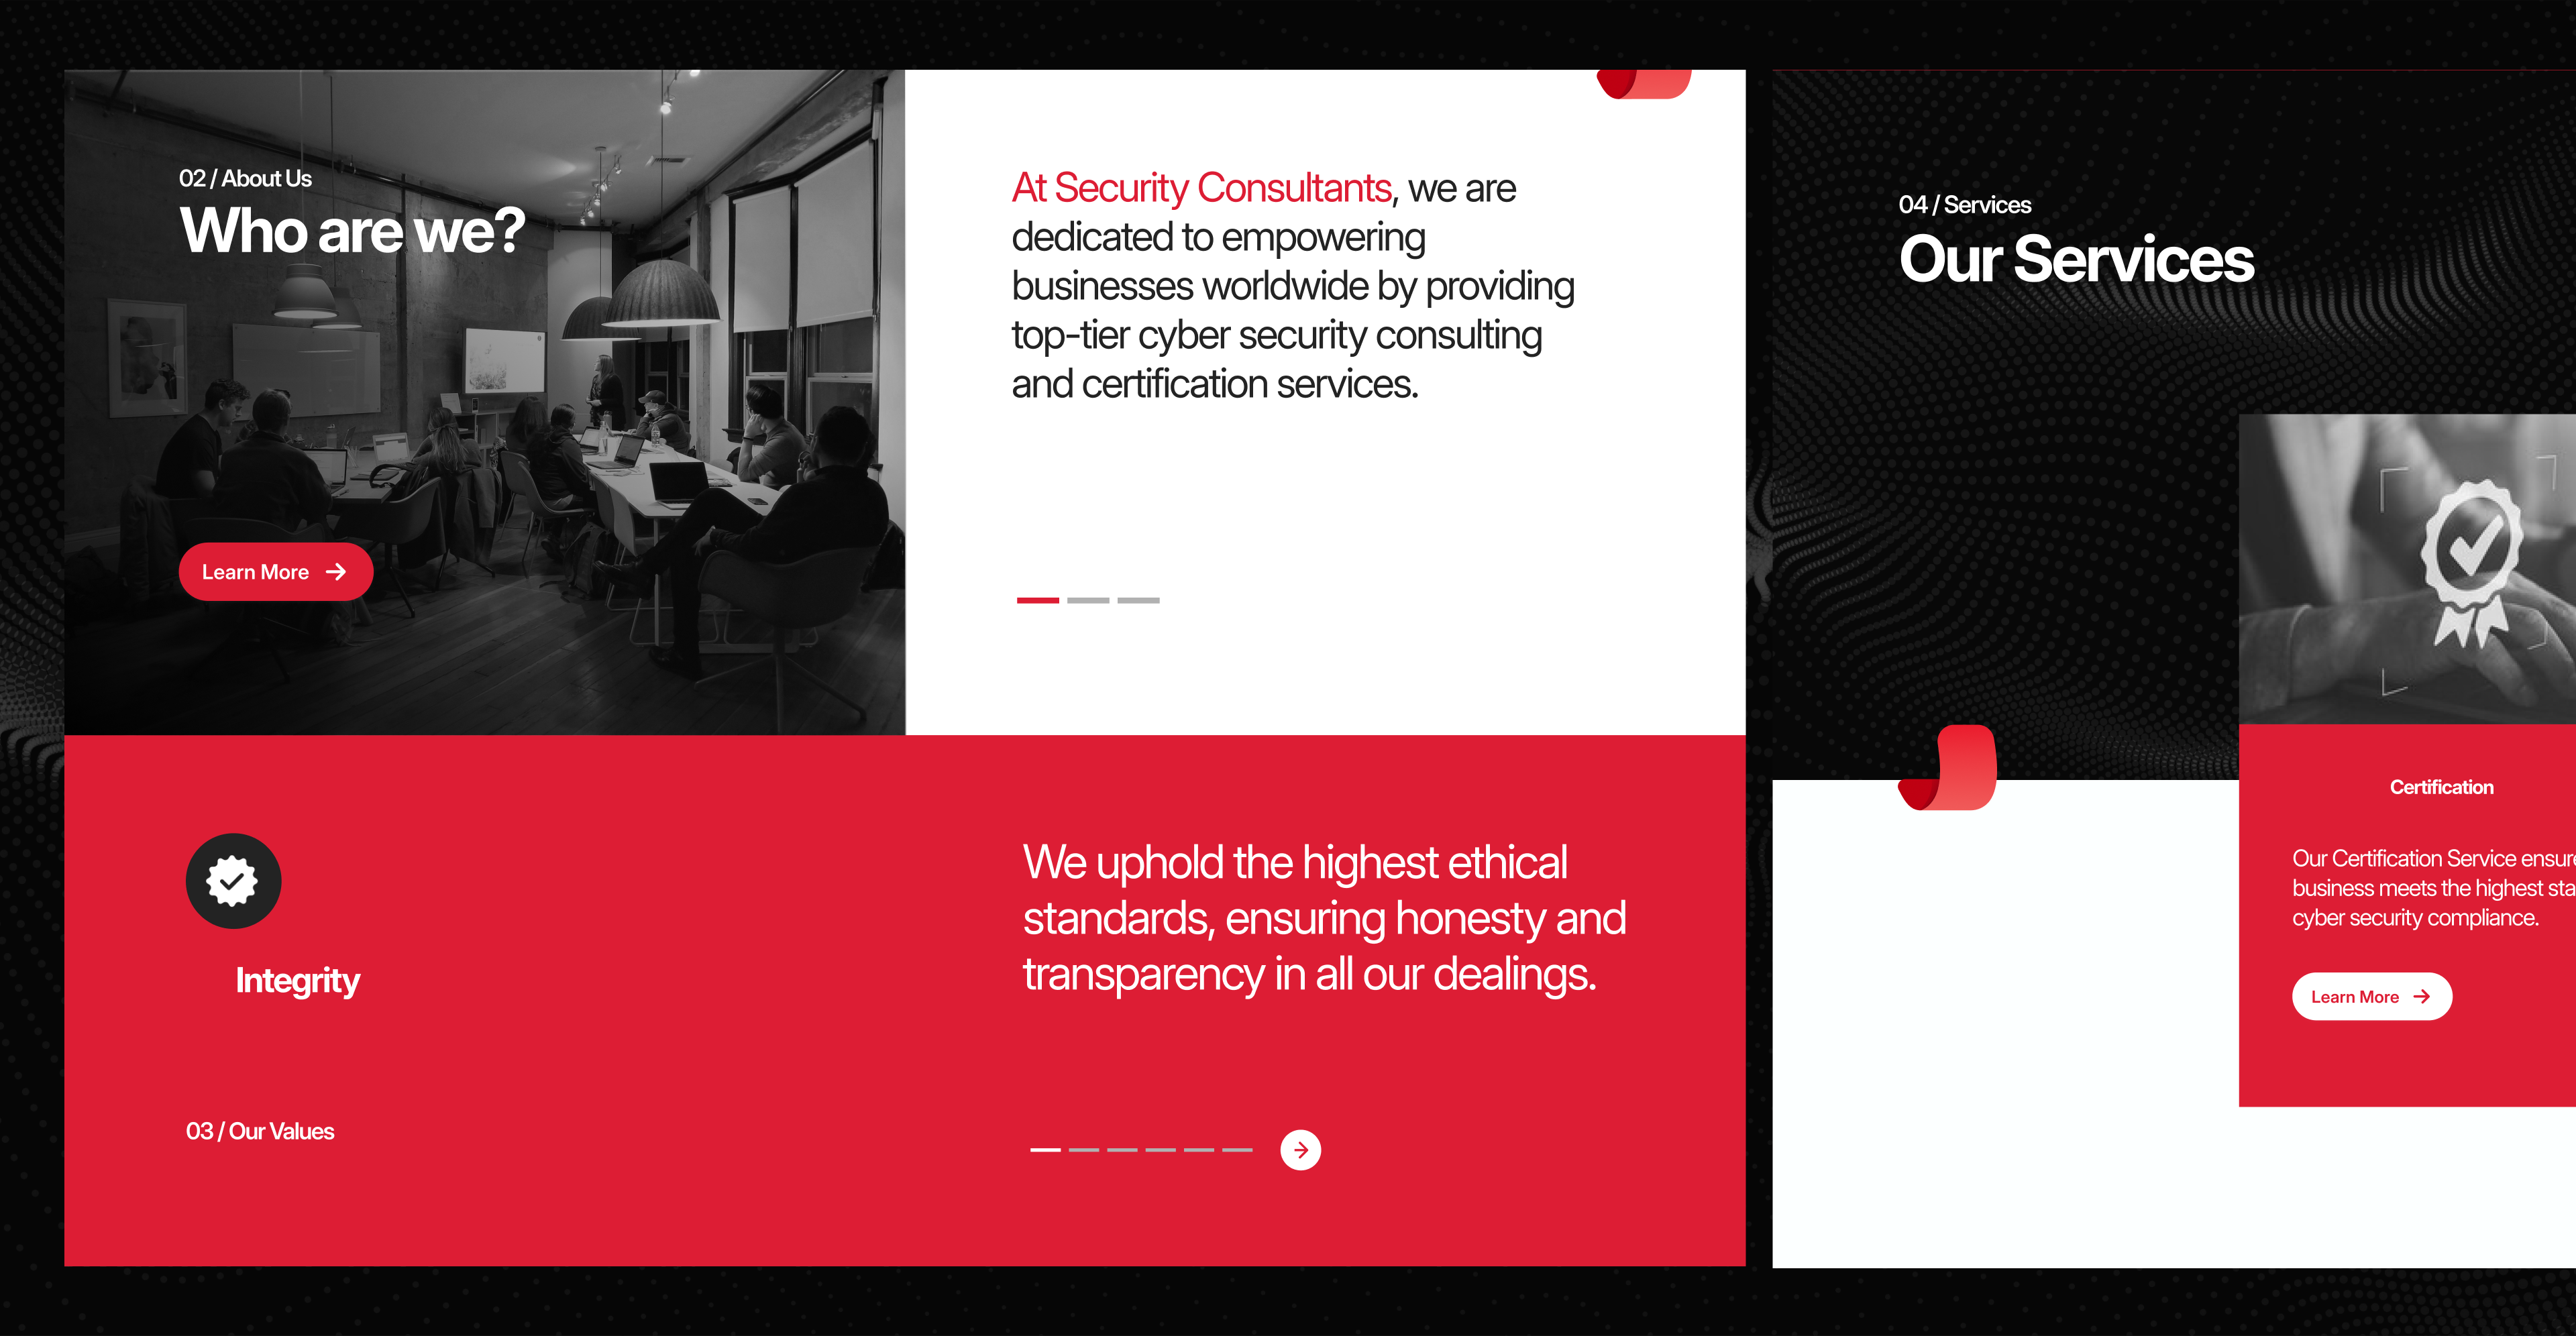 02 / About Us
Who are we?
Learn More
At Security Consultants, we are
dedicated to empowering
businesses worldwide by providing
top-tier cyber security consulting
and certification services.
Integrity
03 / Our Values
We uphold the highest ethical
standards, ensuring honesty and
transparency in all our dealings.
04 / Services
Our Services
Certification
Our Certification Service ensure
business meets the highest sta
cyber security compliance.
Learn More